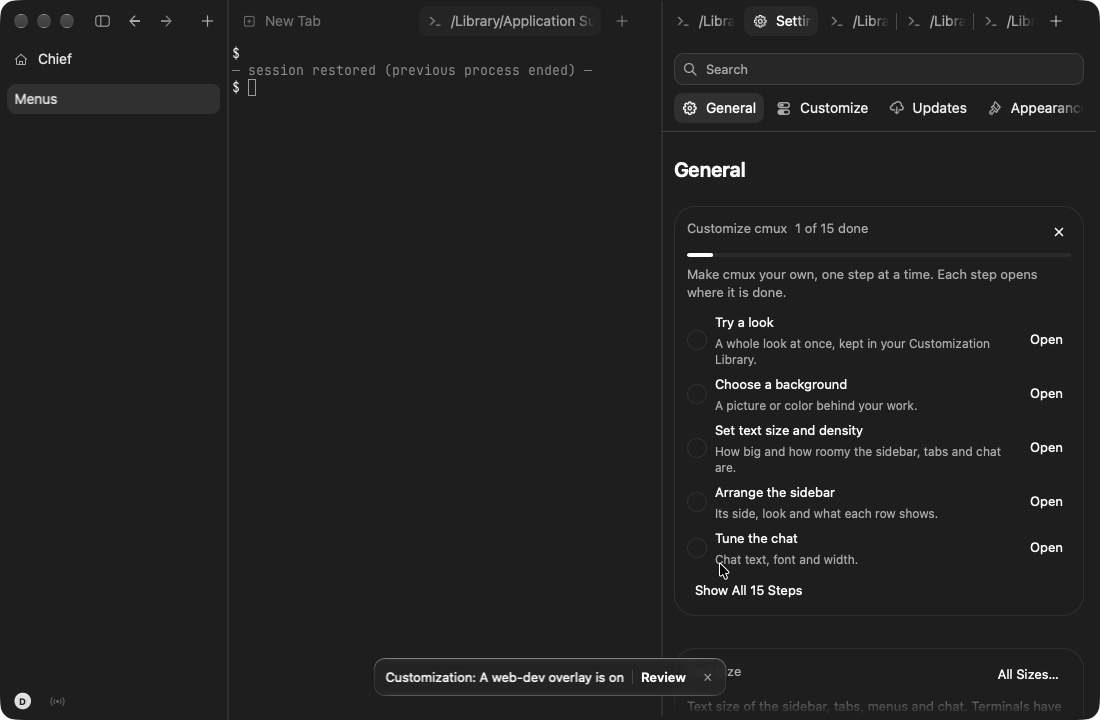 New Tab
/Library/Application Su
/Libra
Settin
/Libra
/Libra
/Libr
Chief
Menus
$
— session restored (previous process ended) —
$
Search
General
Customize
Updates
Appearanc
General
Customize cmux 1 of 15 done
Make cmux your own, one step at a time. Each step opens
where it is done.
Try a look
A whole look at once, kept in your Customization
Library.
Open
Choose a background
A picture or color behind your work.
Open
Set text size and density
How big and how roomy the sidebar, tabs and chat
are.
Open
Arrange the sidebar
Its side, look and what each row shows.
Open
Tune the chat
Chat text, font and width.
Open
Show All 15 Steps
All Sizes...
Text size of the sidebar, tabs, menus and chat. Terminals have
Customization: A web-dev overlay is on
Review
D